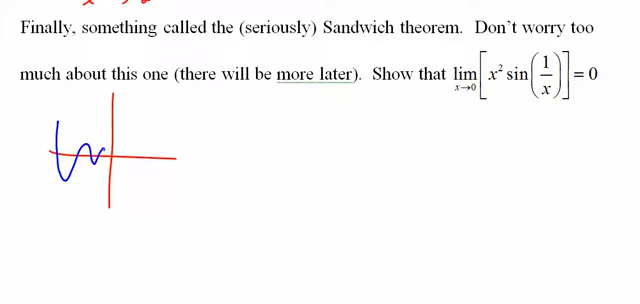 Finally, something called the (seriously) Sandwich theorem. Don't worry too
much about this one (there will be more later). Show that lim x→0 [x² sin(1/x)] = 0